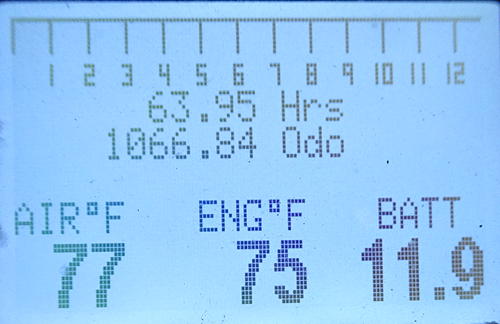 1 2 3 4 5 6 7 8 9 10 11 12
63.95 Hrs
1066.84 Odo
AIR°F ENG°F BATT
77 75 11.9